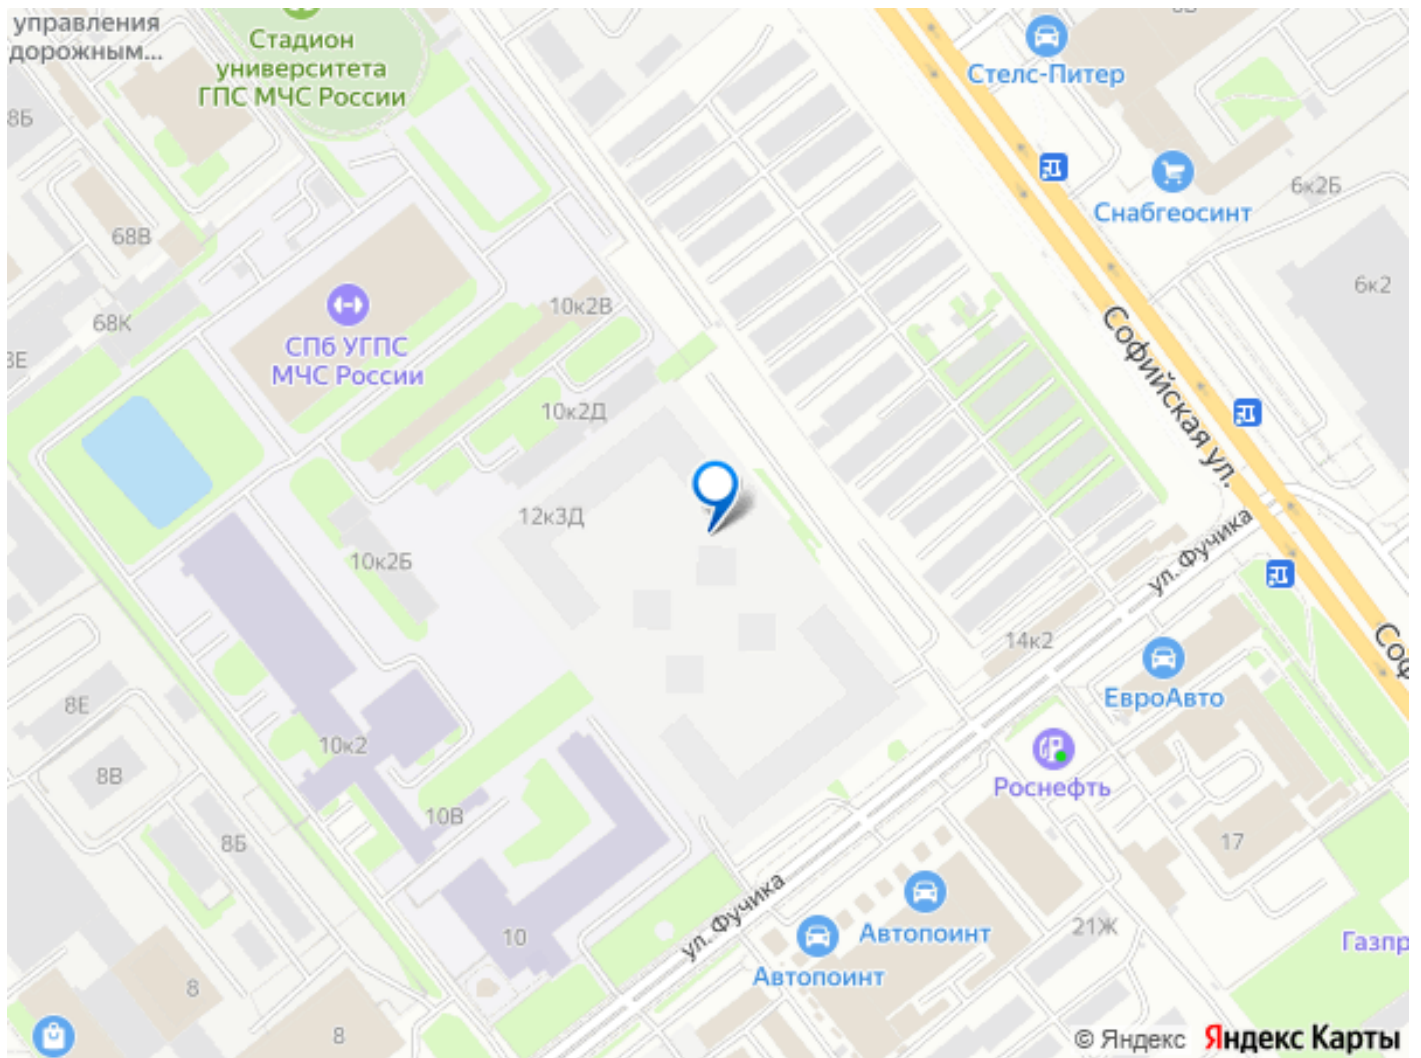 управления
дорожным...
Стадион
университета
ГПС МЧС России
Стелс-Питер
8Б
Снабгеосинт
6к2Б
68В
6к2
10к2В
68К
СПб УГПС
МЧС России
Софийская ул.
10к2Д
12к3Д
ул. Фучика
10к2Б
14к2
Соф
ЕвроАвто
8Е
10к2
8В
Роснефть
10В
8Б
17
ул. Фучика
Автопоинт
21Ж
10
Газпр
Автопоинт
8
8
© Яндекс Яндекс Карты